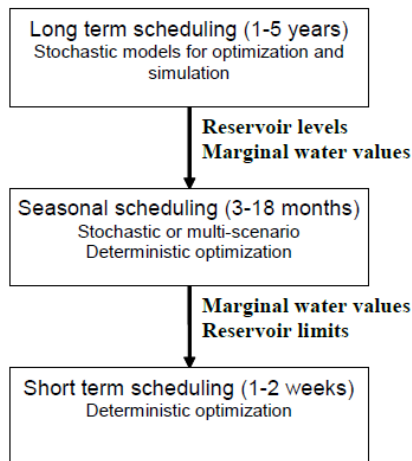 Long term scheduling (1-5 years)
Stochastic models for optimization and
simulation
Reservoir levels
Marginal water values
Seasonal scheduling (3-18 months)
Stochastic or multi-scenario
Deterministic optimization
Marginal water values
Reservoir limits
Short term scheduling (1-2 weeks)
Deterministic optimization